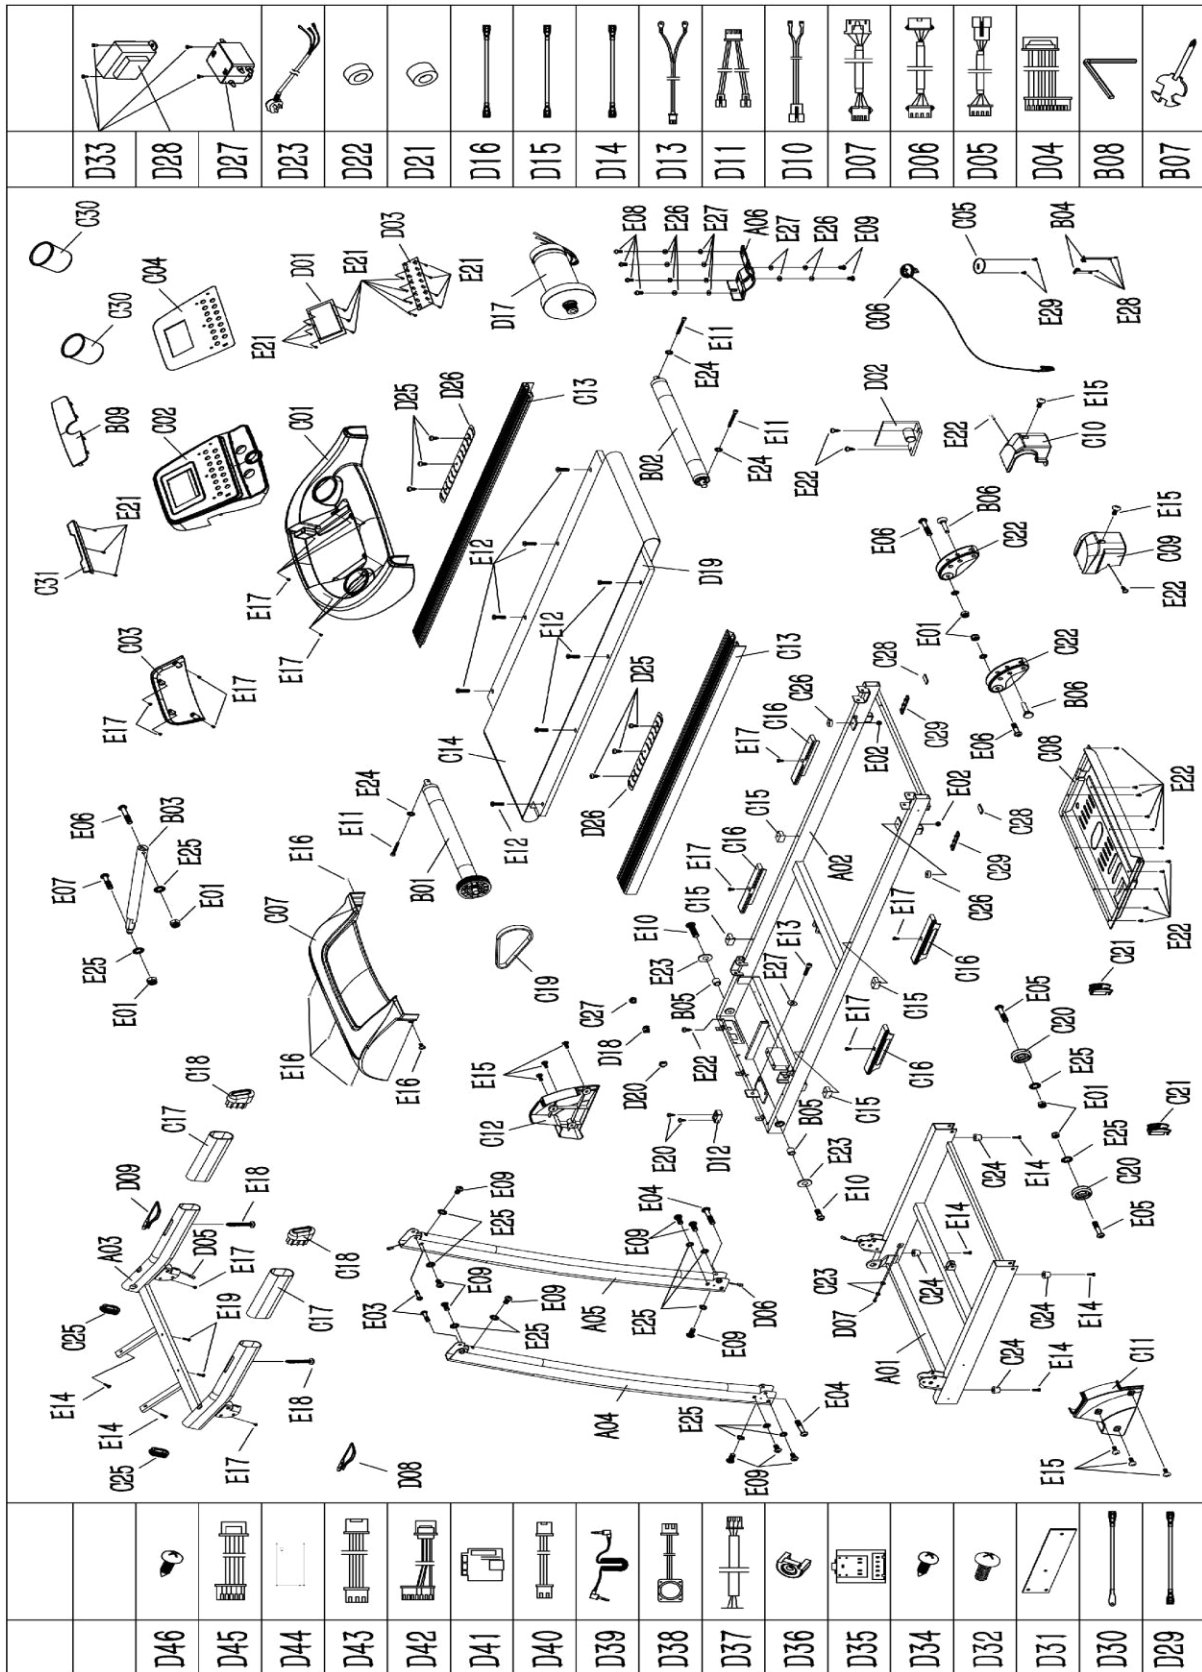 D33
D28
D27
D23
D22
D21
D16
D15
D14
D13
D11
D10
D07
D06
D05
D04
B08
B07
C30
C30
C04
B09
C02
C31
E21
C03
E17
E17
C01
E17
E17
D01
E21
E21
D03
E21
D17
E08
E26
E27
A06
E27
E26
E09
C05
B04
E29
E28
C06
D25
D26
C13
B02
E24
E11
E24
E11
D02
E22
E22
E15
C10
E12
E12
D19
C14
E12
D25
D26
C13
E06
B06
C22
E01
C22
B06
E06
E15
C09
E22
E06
B03
E07
E25
E01
E25
E01
E24
E11
B01
E16
C07
E16
E16
C19
C28
C26
C16
E17
C29
E02
E02
C28
C29
C26
C08
E22
E22
C15
C16
E17
A02
C15
E10
E23
B05
E13
E27
E17
C16
C15
E17
C16
C15
C21
E05
C20
E25
E01
C21
E25
C20
E05
C27
D18
D20
E22
E15
C12
E20
D12
B05
E23
E10
C18
C17
D09
E18
A03
D05
E17
C18
C17
E19
C25
E14
E14
E18
E17
C25
D08
E09
E25
E09
E03
E09
E25
A05
A04
E04
E09
E25
D06
E09
E25
E04
E09
C24
E14
E14
C23
D07
C24
A01
C24
E14
C24
E14
C11
E15
D46
D45
D44
D43
D42
D41
D40
D39
D38
D37
D36
D35
D34
D32
D31
D30
D29